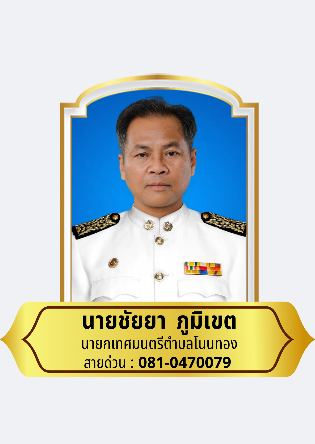 นายชัยยา ภูมิเขต
นายกเทศมนตรีตำบลโนนทอง
สายด่วน : 081-0470079